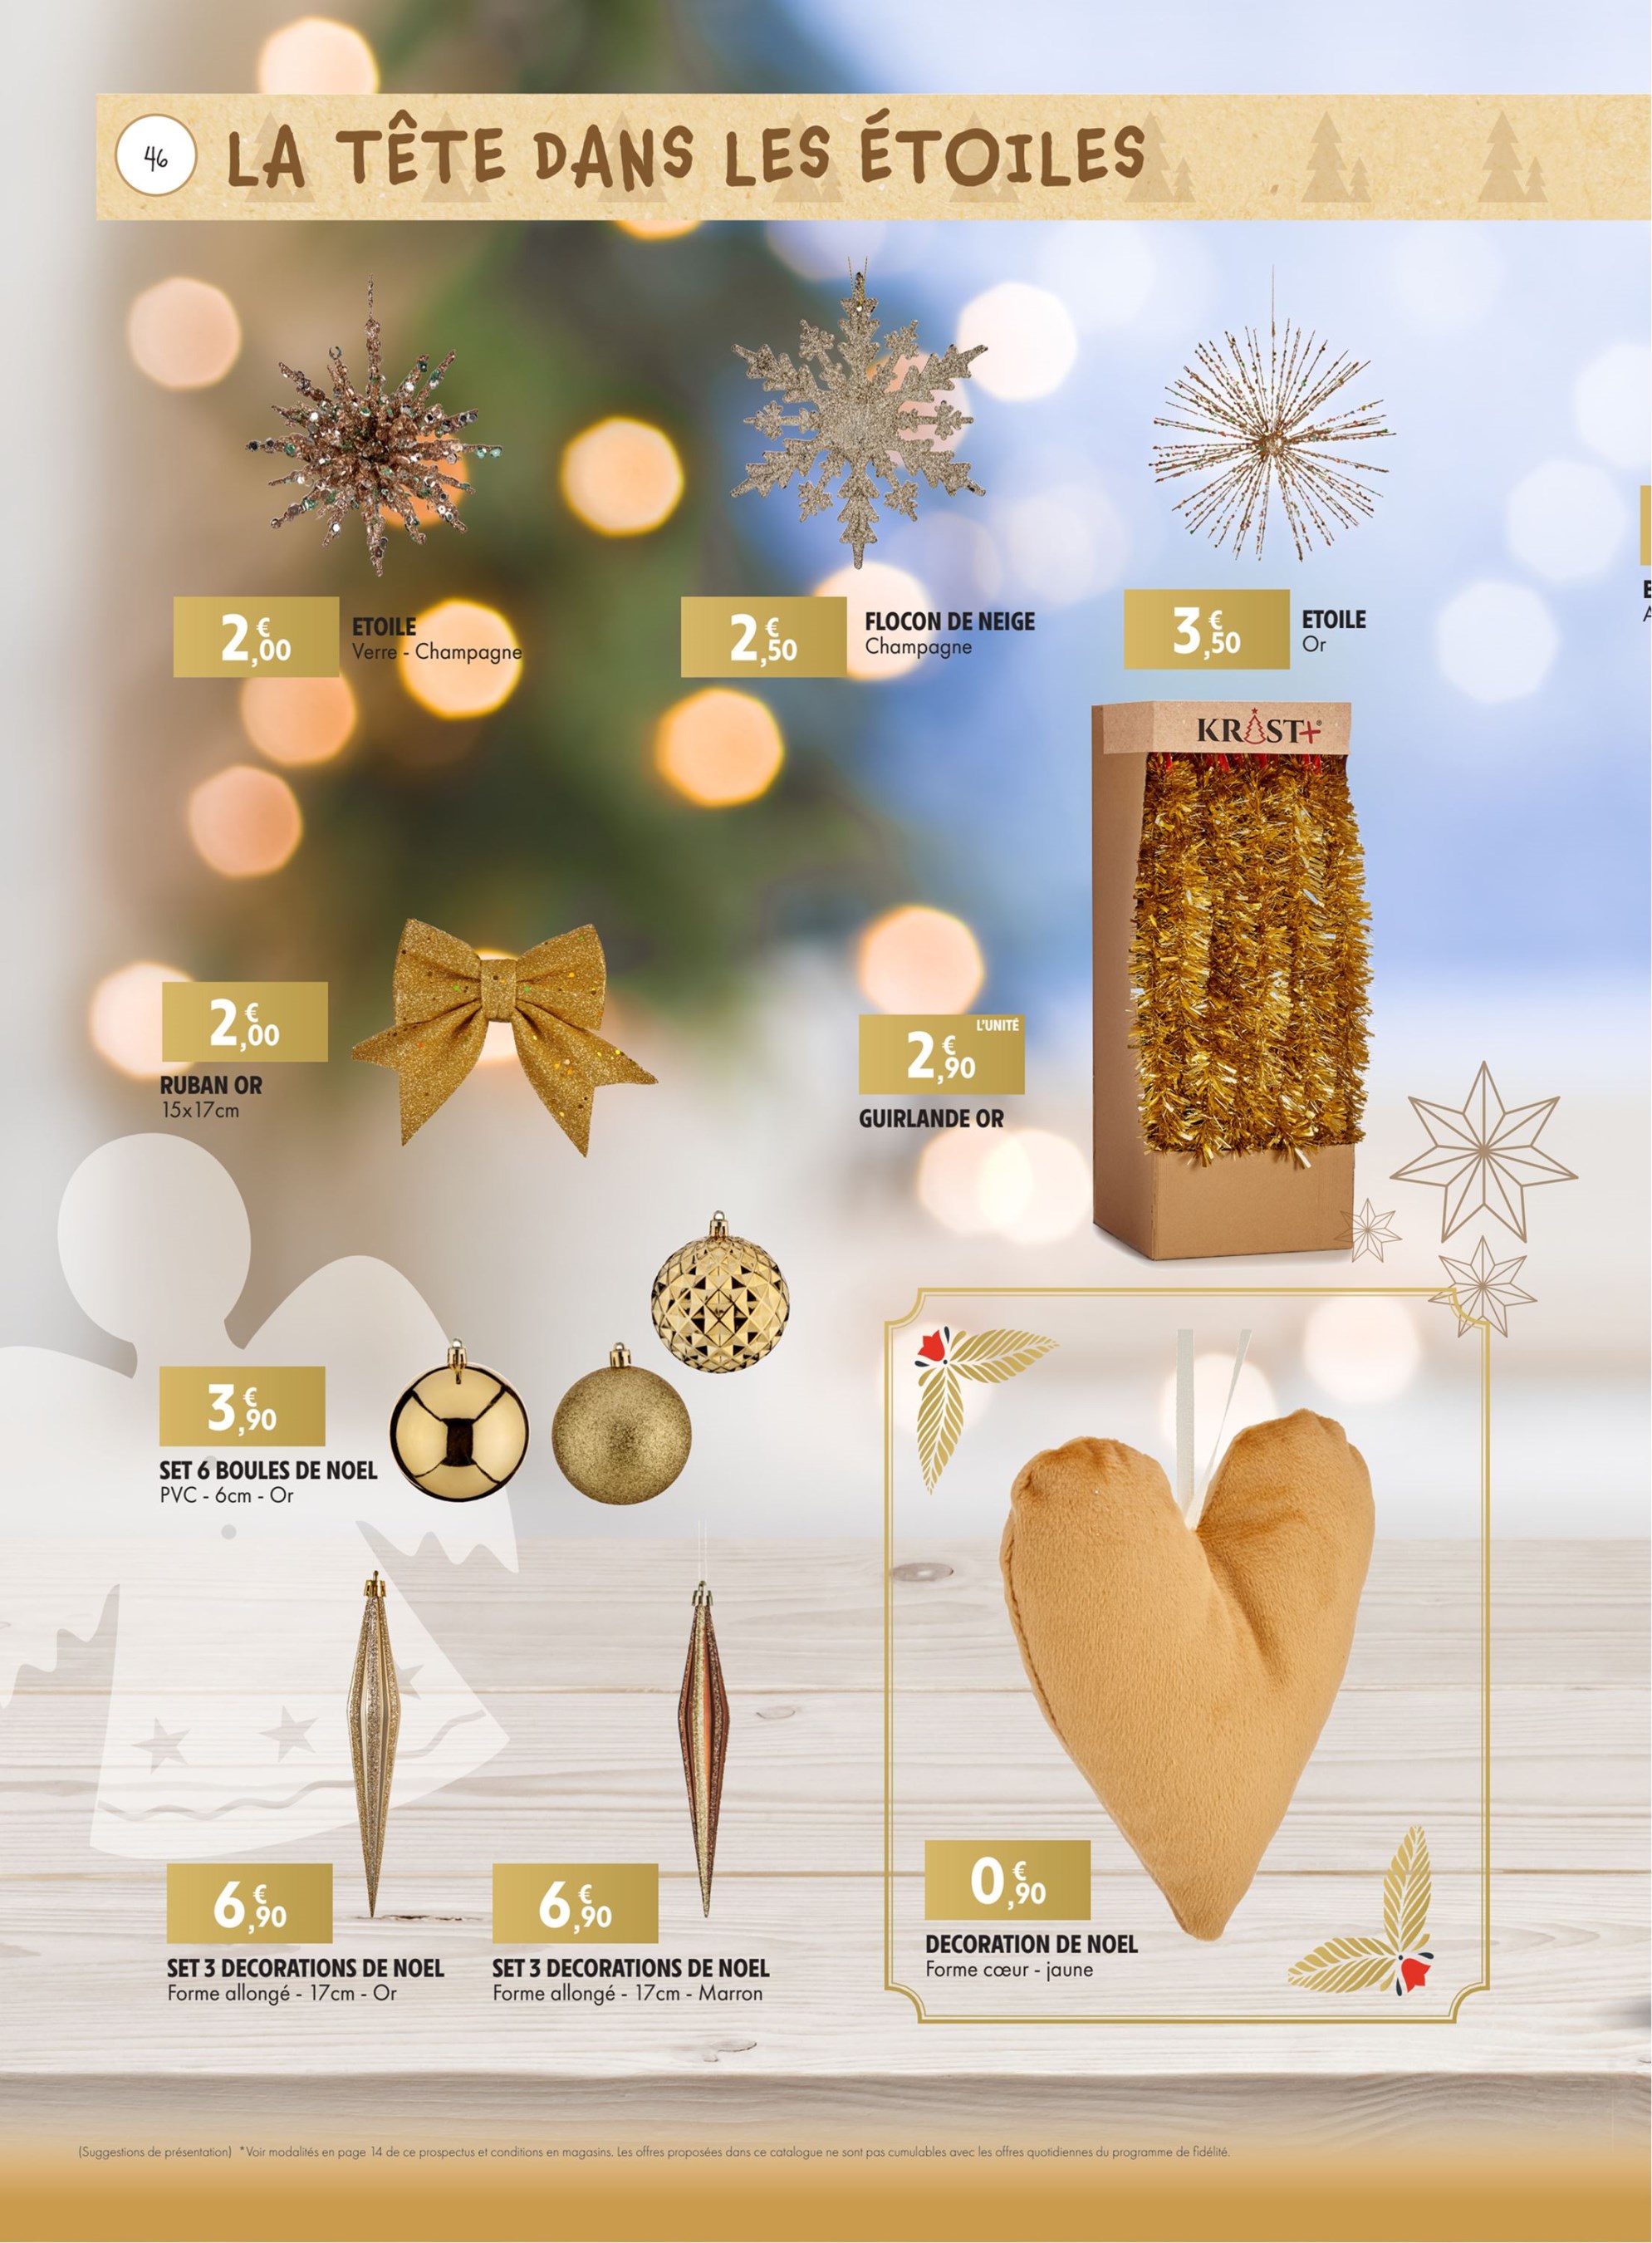 46
LA TÊTE DANS LES ÉTOILES
2,00 €
ETOILE
Verre - Champagne
2,50 €
FLOCON DE NEIGE
Champagne
3,50 €
ETOILE
Or
KRIST+®
2,00 €
RUBAN OR
15x17cm
L'UNITÉ
2,90 €
GUIRLANDE OR
3,90 €
SET 6 BOULES DE NOEL
PVC - 6cm - Or
6,90 €
SET 3 DECORATIONS DE NOEL
Forme allongé - 17cm - Or
6,90 €
SET 3 DECORATIONS DE NOEL
Forme allongé - 17cm - Marron
0,90 €
DECORATION DE NOEL
Forme cœur - jaune
(Suggestions de présentation) *Voir modalités en page 14 de ce prospectus et conditions en magasins. Les offres proposées dans ce catalogue ne sont pas cumulables avec les offres quotidiennes du programme de fidélité.